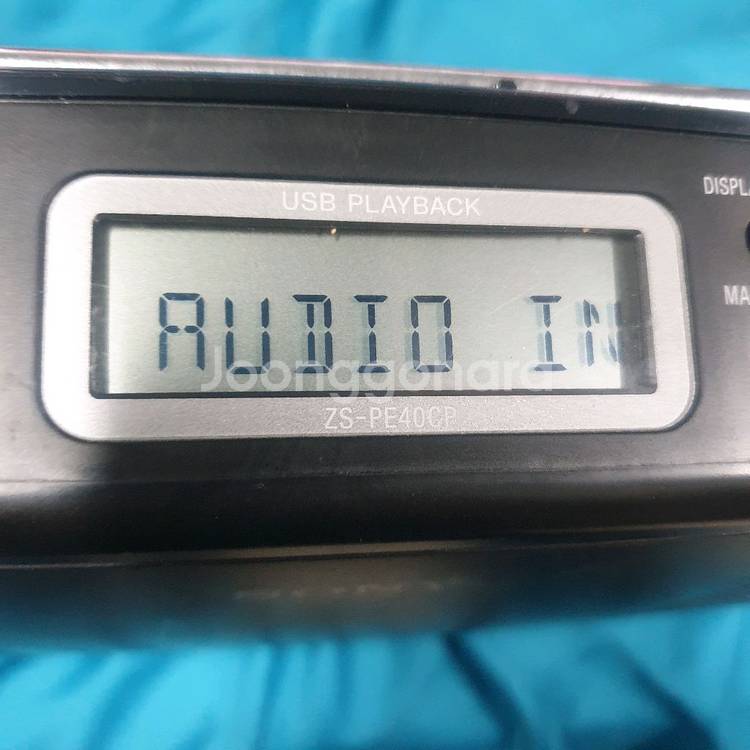 USB PLAYBACK
DISPLA
MA
AUDIO IN
Joonggonara
ZS-PE40CP